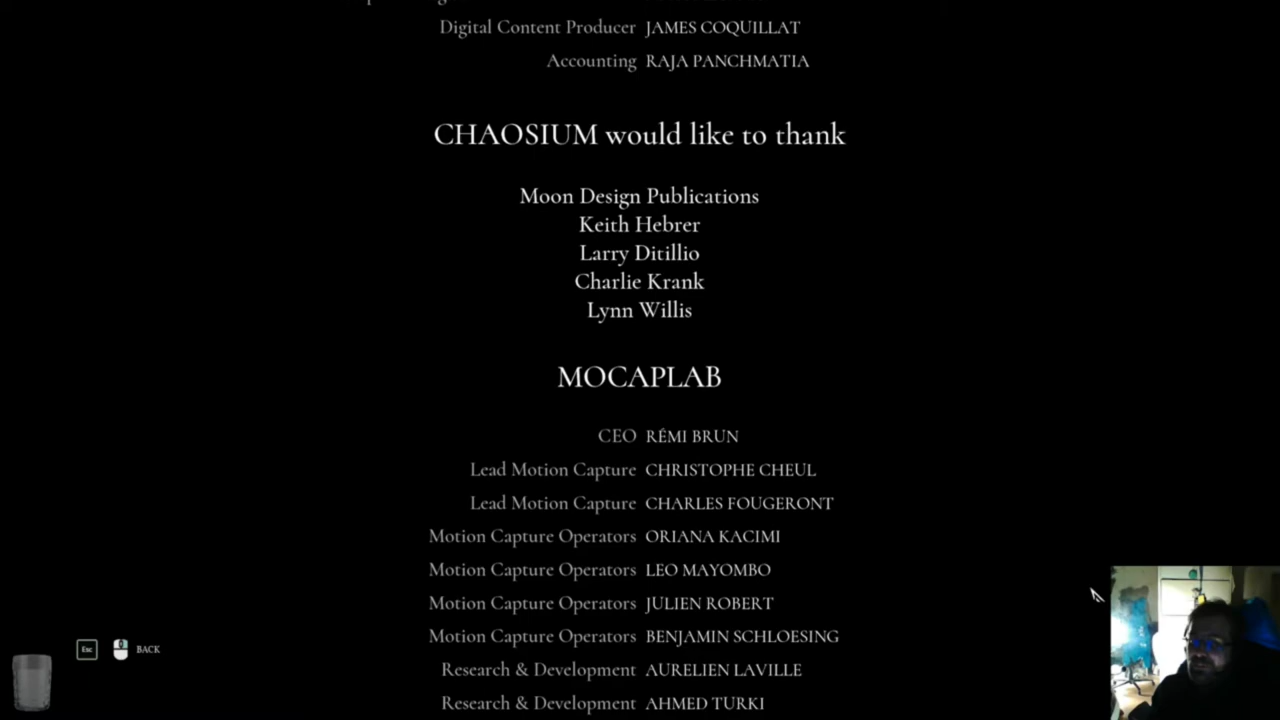 Digital Content Producer JAMES COQUILLAT
Accounting RAJA PANCHMATIA
CHAOSIUM would like to thank
Moon Design Publications
Keith Hebrer
Larry Ditillio
Charlie Krank
Lynn Willis
MOCAPLAB
CEO RÉMI BRUN
Lead Motion Capture CHRISTOPHE CHEUL
Lead Motion Capture CHARLES FOUGERONT
Motion Capture Operators ORIANA KACIMI
Motion Capture Operators LEO MAYOMBO
Motion Capture Operators JULIEN ROBERT
Motion Capture Operators BENJAMIN SCHLOESING
Esc BACK
Research & Development AURELIEN LAVILLE
Research & Development AHMED TURKI